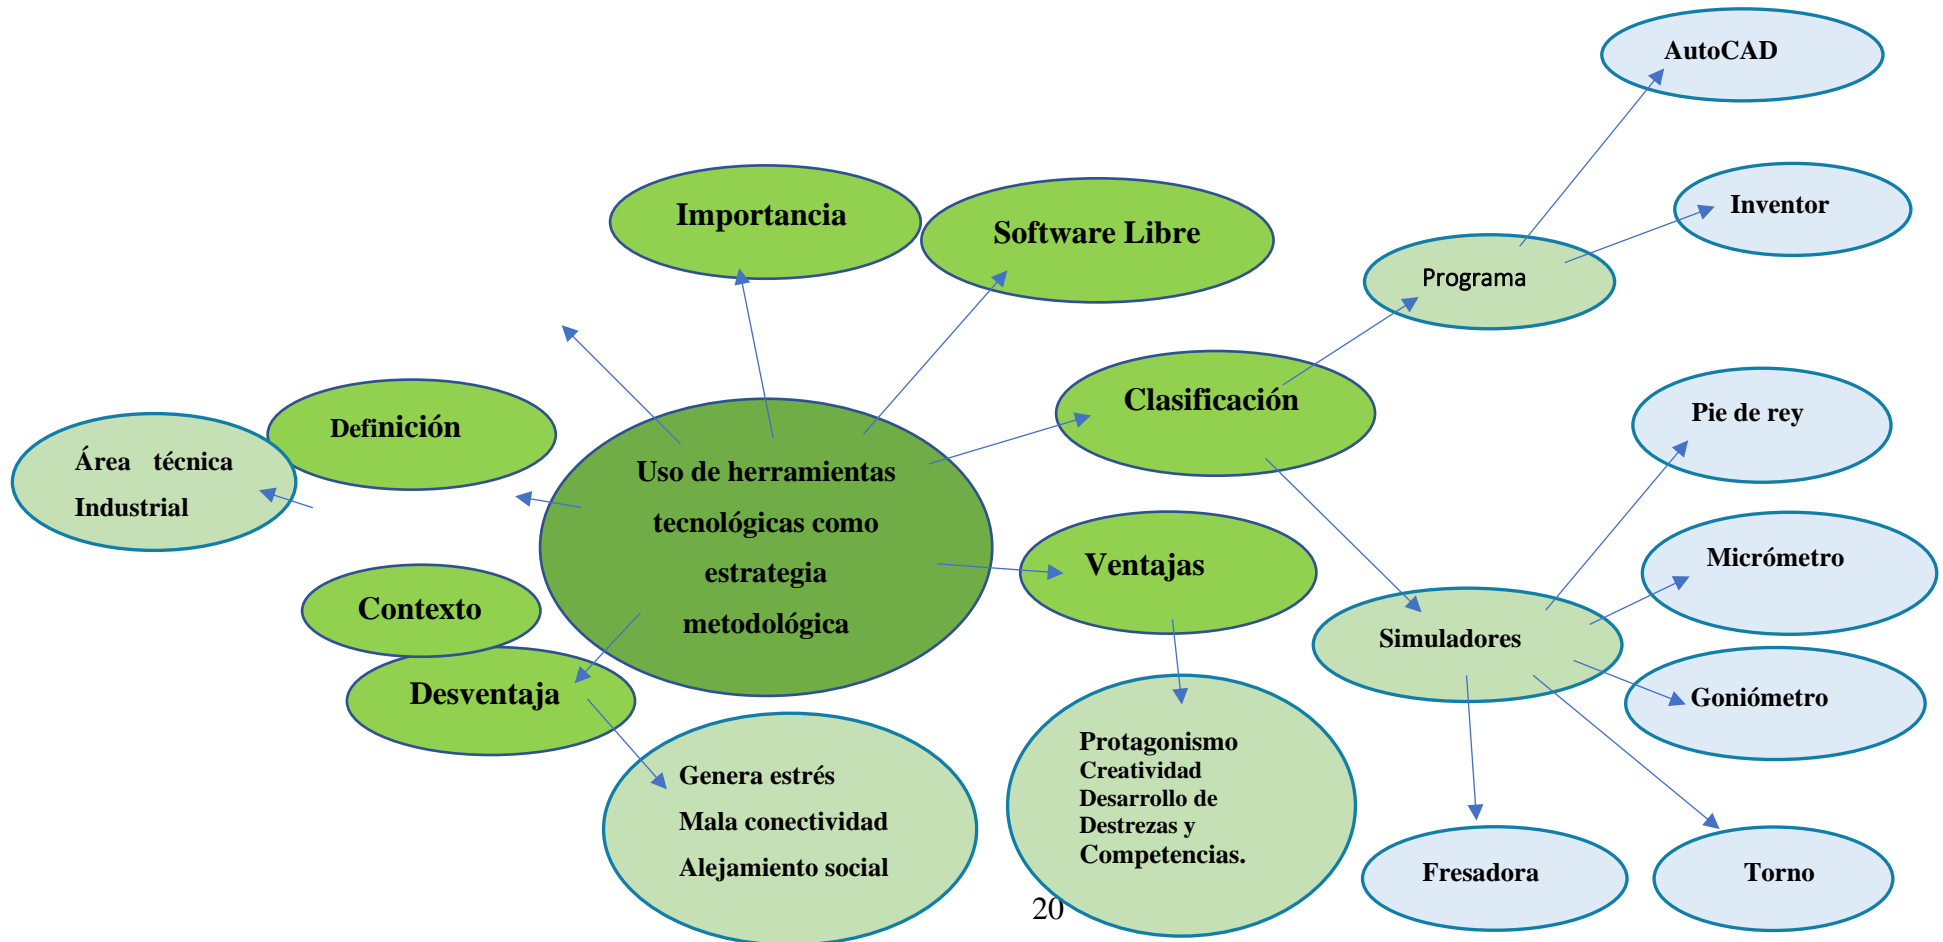 AutoCAD
Inventor
Importancia
Software Libre
Programa
Clasificación
Pie de rey
Definición
Área técnica
Industrial
Uso de herramientas
tecnológicas como
estrategia
metodológica
Ventajas
Micrómetro
Contexto
Simuladores
Desventaja
Goniómetro
Protagonismo
Creatividad
Desarrollo de
Destrezas y
Competencias.
Genera estrés
Mala conectividad
Alejamiento social
Fresadora
Torno
20